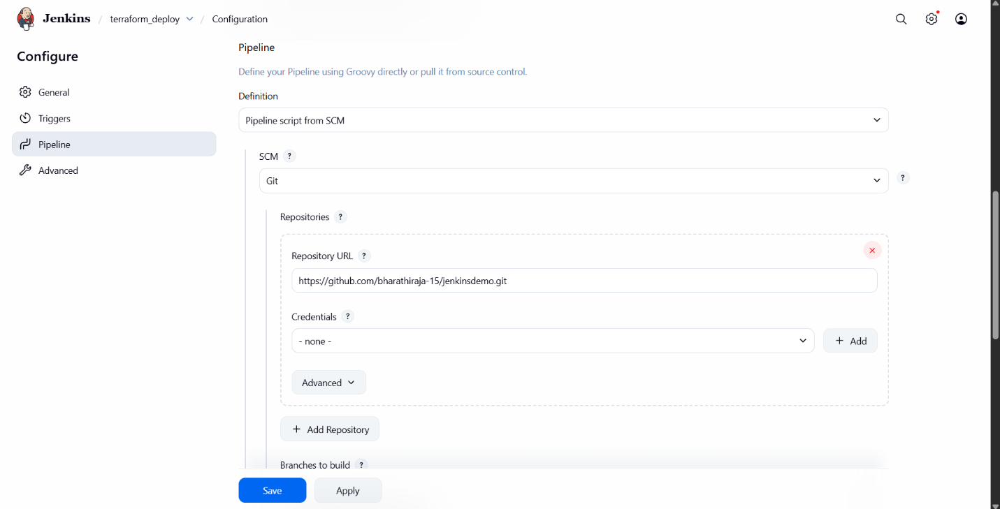 Jenkins / terraform_deploy / Configuration
Configure
General
Triggers
Pipeline
Advanced
Pipeline
Define your Pipeline using Groovy directly or pull it from source control.
Definition
Pipeline script from SCM
SCM ?
Git
?
Repositories ?
Repository URL ?
https://github.com/bharathiraja-15/jenkinsdemo.git
Credentials ?
- none -
+ Add
Advanced
+ Add Repository
Branches to build ?
Save Apply